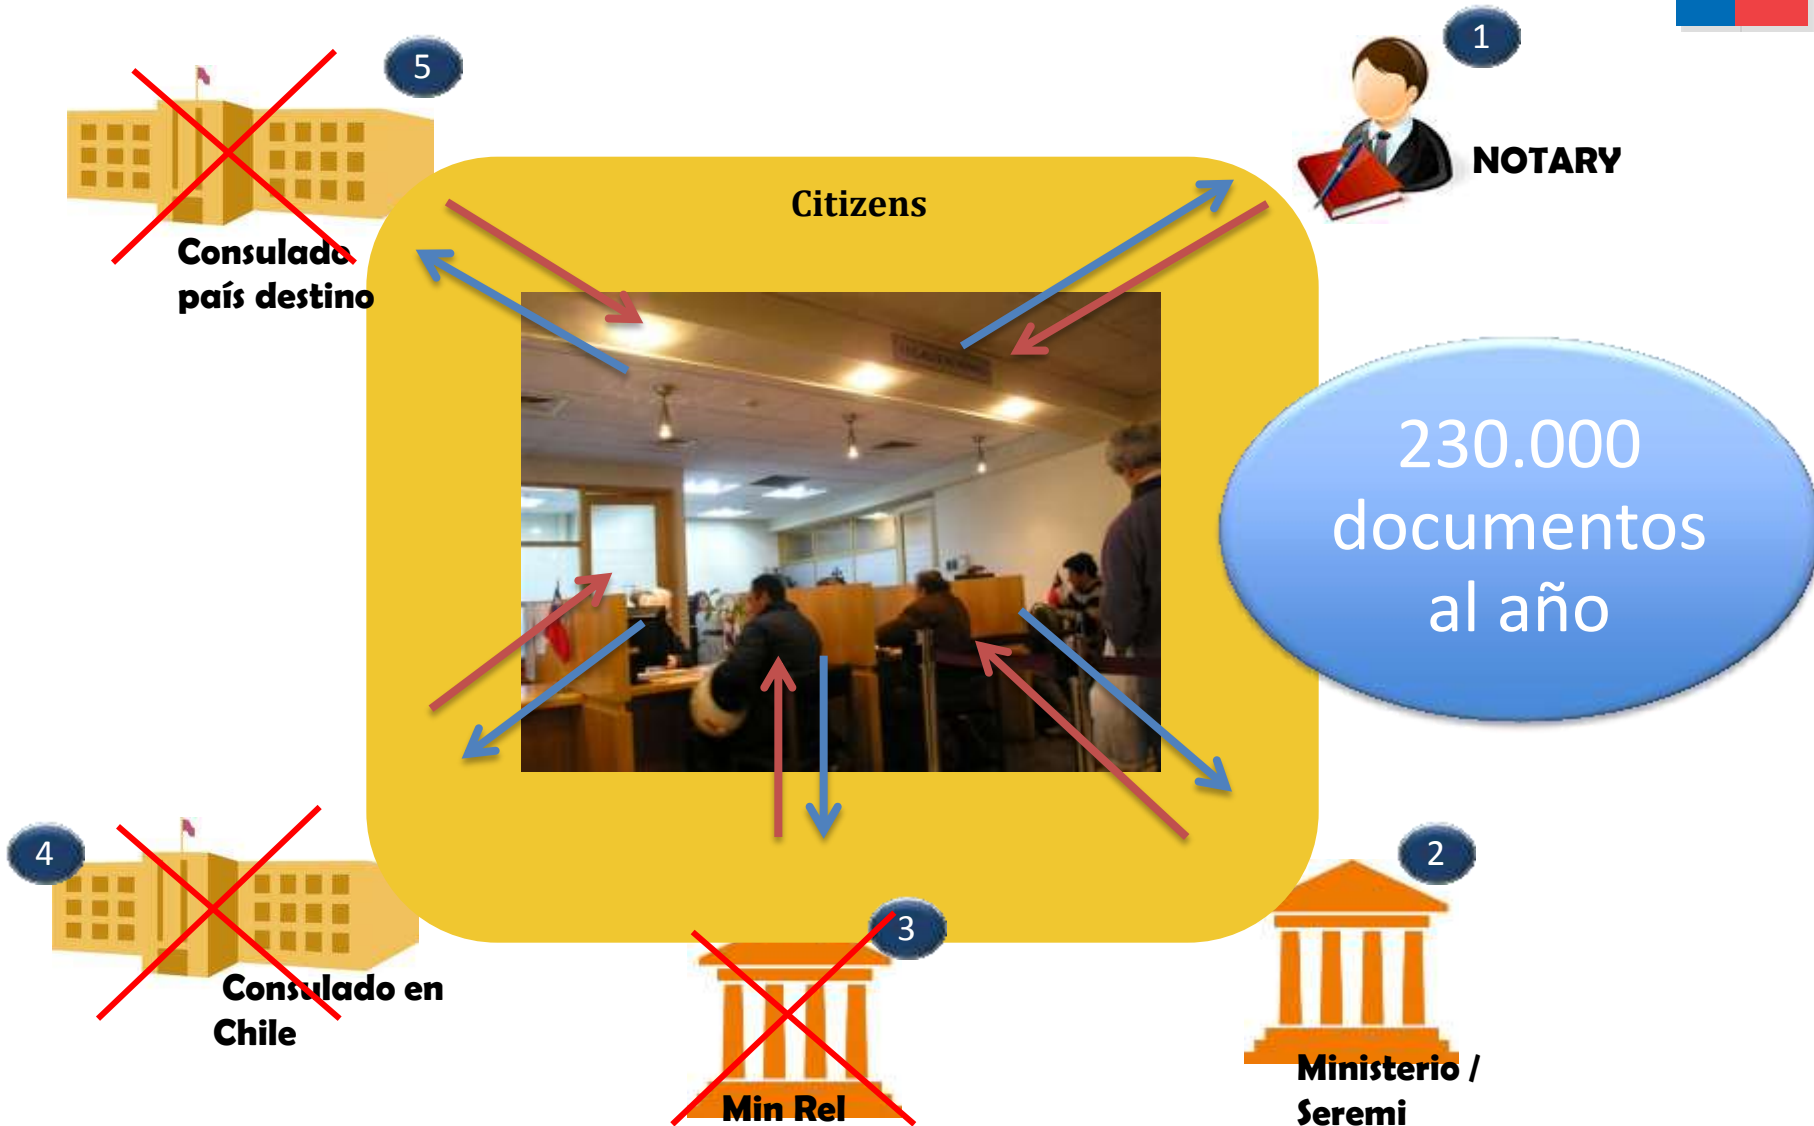 5
1
NOTARY
Citizens
Consulado
país destino
230.000
documentos
al año
4
2
3
Consulado en
Chile
Ministerio /
Seremi
Min Rel